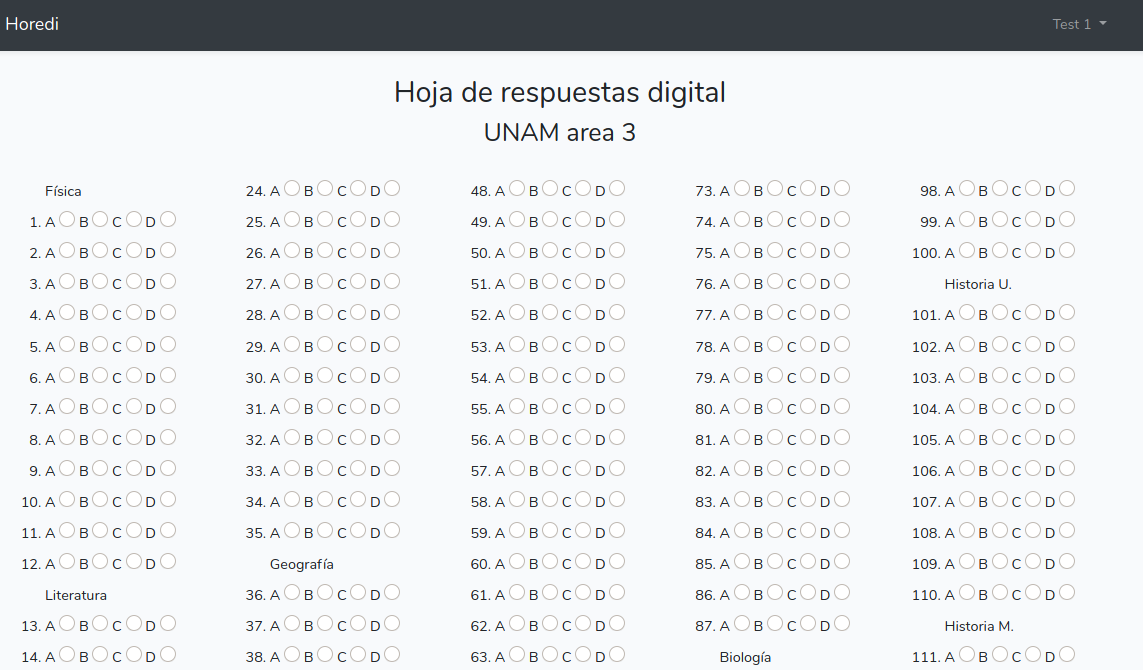 Horedi
Test 1
Hoja de respuestas digital
UNAM area 3
Física
1. A B C D
2. A B C D
3. A B C D
4. A B C D
5. A B C D
6. A B C D
7. A B C D
8. A B C D
9. A B C D
10. A B C D
11. A B C D
12. A B C D
Literatura
13. A B C D
14. A B C D
24. A B C D
25. A B C D
26. A B C D
27. A B C D
28. A B C D
29. A B C D
30. A B C D
31. A B C D
32. A B C D
33. A B C D
34. A B C D
35. A B C D
Geografía
36. A B C D
37. A B C D
38. A B C D
48. A B C D
49. A B C D
50. A B C D
51. A B C D
52. A B C D
53. A B C D
54. A B C D
55. A B C D
56. A B C D
57. A B C D
58. A B C D
59. A B C D
60. A B C D
61. A B C D
62. A B C D
63. A B C D
73. A B C D
74. A B C D
75. A B C D
76. A B C D
77. A B C D
78. A B C D
79. A B C D
80. A B C D
81. A B C D
82. A B C D
83. A B C D
84. A B C D
85. A B C D
86. A B C D
87. A B C D
Biología
98. A B C D
99. A B C D
100. A B C D
Historia U.
101. A B C D
102. A B C D
103. A B C D
104. A B C D
105. A B C D
106. A B C D
107. A B C D
108. A B C D
109. A B C D
110. A B C D
Historia M.
111. A B C D